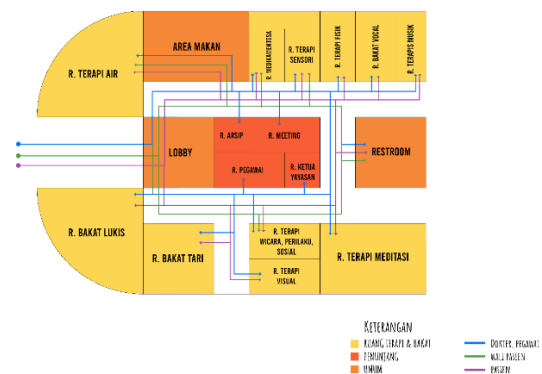 AREA MAKAN
R. TERAPI AIR
R. MEDIKAMENTOSA
R. TERAPI
SENSORI
R. TERAPI FISIK
R. BAKAT VOCAL
R. TERAPIS MUSIK
LOBBY
R. ARSIP
R. MEETING
R. PEGAWAI
R. KETUA
YAYASAN
RESTROOM
R. BAKAT LUKIS
R. BAKAT TARI
R. TERAPI
WICARA, PERILAKU,
SOSIAL
R. TERAPI
VISUAL
R. TERAPI MEDITASI
KETERANGAN
RUANG TERAPI & BAKAT
PENUNJANG
UMUM
DOKTER, PEGAWAI
WALI PASIEN
PASIEN